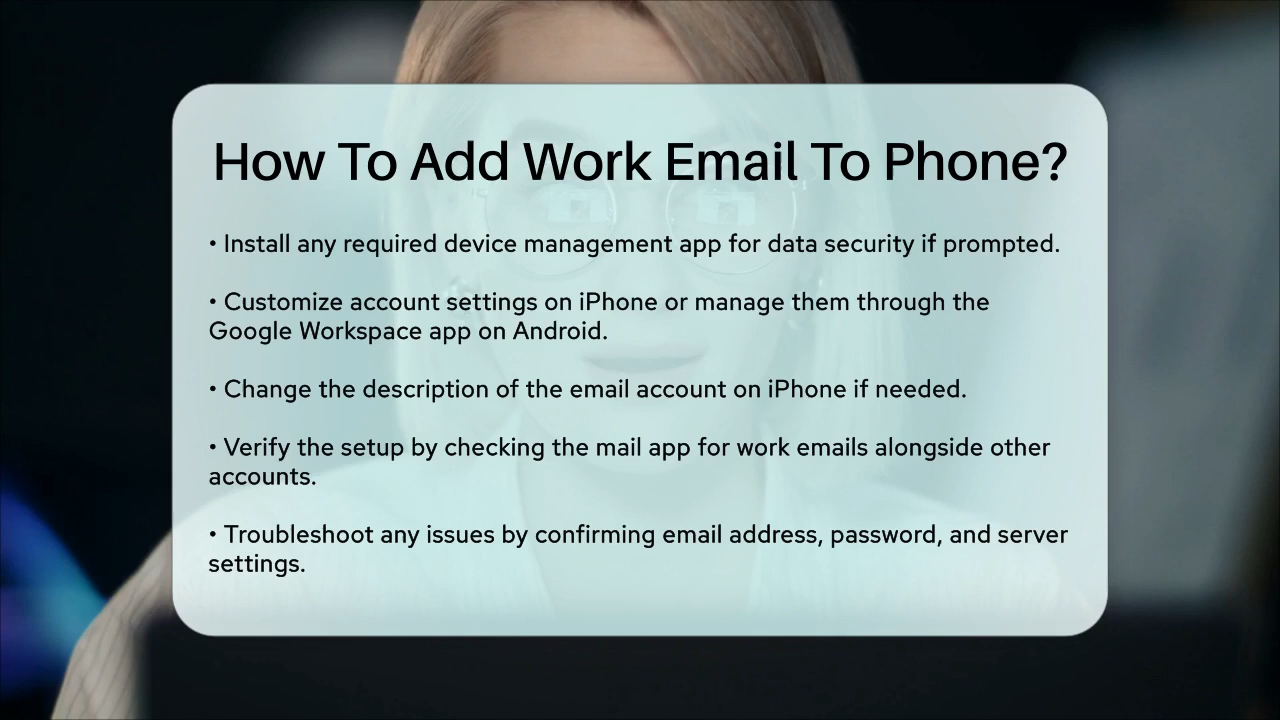 How To Add Work Email To Phone?
• Install any required device management app for data security if prompted.
• Customize account settings on iPhone or manage them through the
Google Workspace app on Android.
• Change the description of the email account on iPhone if needed.
• Verify the setup by checking the mail app for work emails alongside other
accounts.
• Troubleshoot any issues by confirming email address, password, and server
settings.